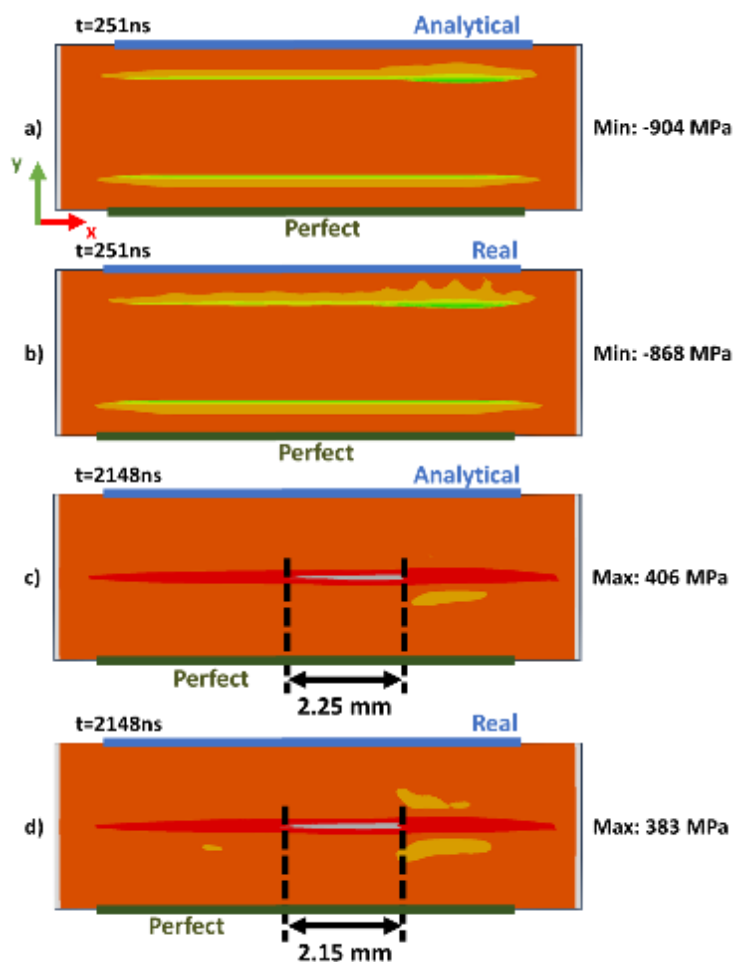 t=251ns Analytical
a)
Min: -904 MPa
y
x
Perfect
t=251ns Real
b)
Min: -868 MPa
Perfect
t=2148ns Analytical
c)
Max: 406 MPa
Perfect
2.25 mm
t=2148ns Real
d)
Max: 383 MPa
Perfect
2.15 mm